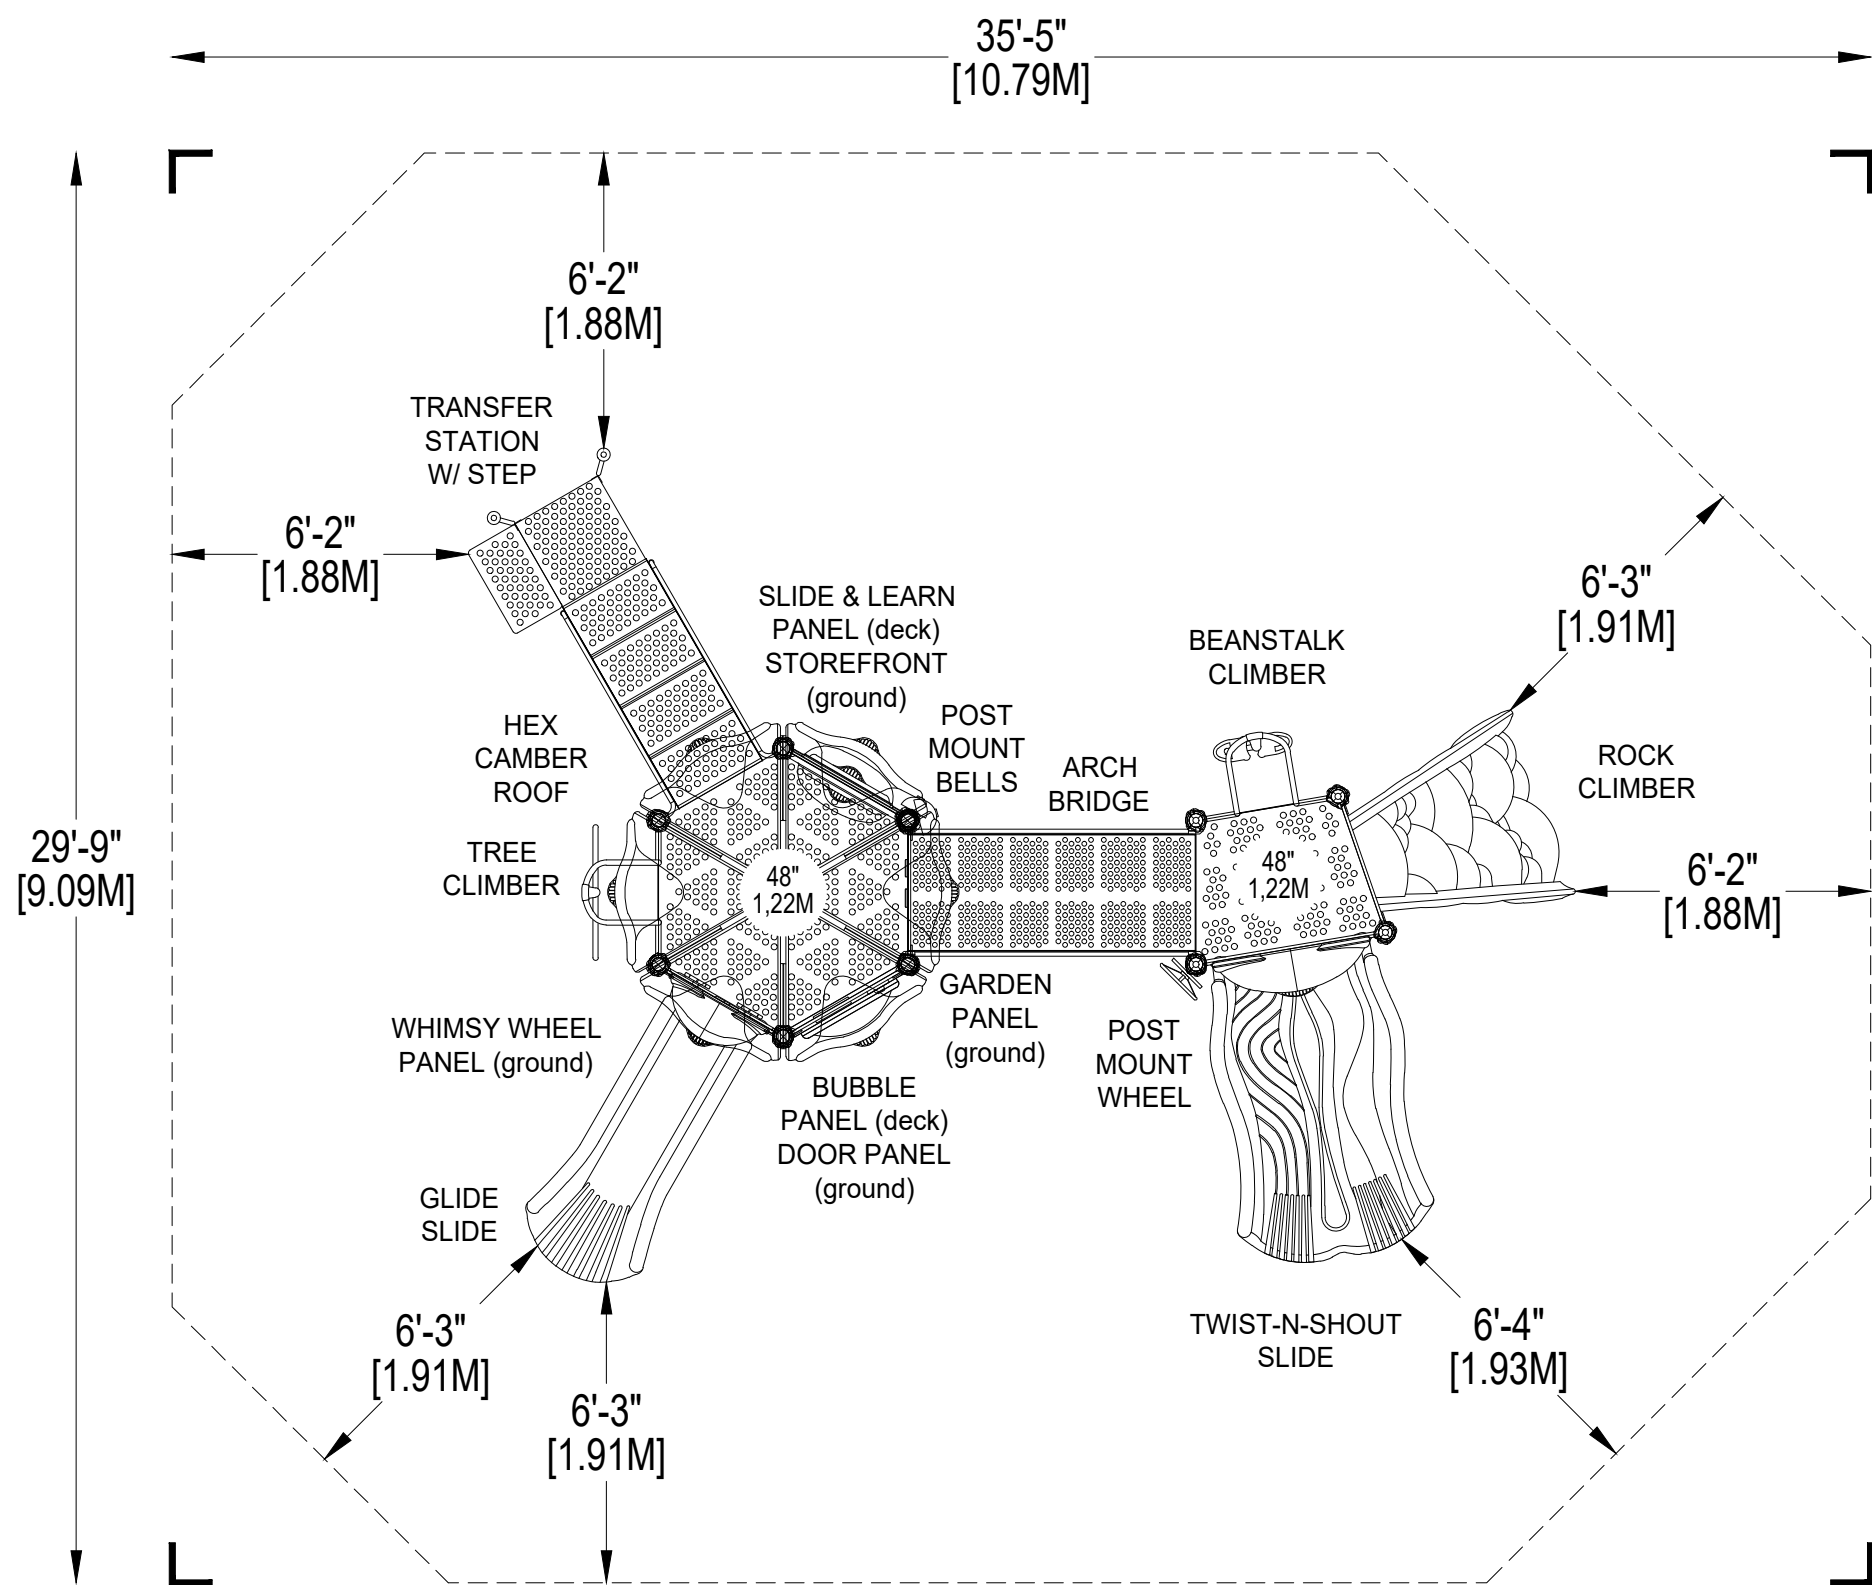 35'-5"
[10.79M]
6'-2"
[1.88M]
TRANSFER
STATION
W/ STEP
6'-2"
[1.88M]
6'-3"
[1.91M]
SLIDE & LEARN
PANEL (deck)
STOREFRONT
(ground)
BEANSTALK
CLIMBER
HEX
CAMBER
ROOF
POST
MOUNT
BELLS
ARCH
BRIDGE
ROCK
CLIMBER
29'-9"
[9.09M]
TREE
CLIMBER
48"
1,22M
48"
1,22M
6'-2"
[1.88M]
WHIMSY WHEEL
PANEL (ground)
GARDEN
PANEL
(ground)
POST
MOUNT
WHEEL
BUBBLE
PANEL (deck)
DOOR PANEL
(ground)
GLIDE
SLIDE
6'-3"
[1.91M]
6'-3"
[1.91M]
TWIST-N-SHOUT
SLIDE
6'-4"
[1.93M]